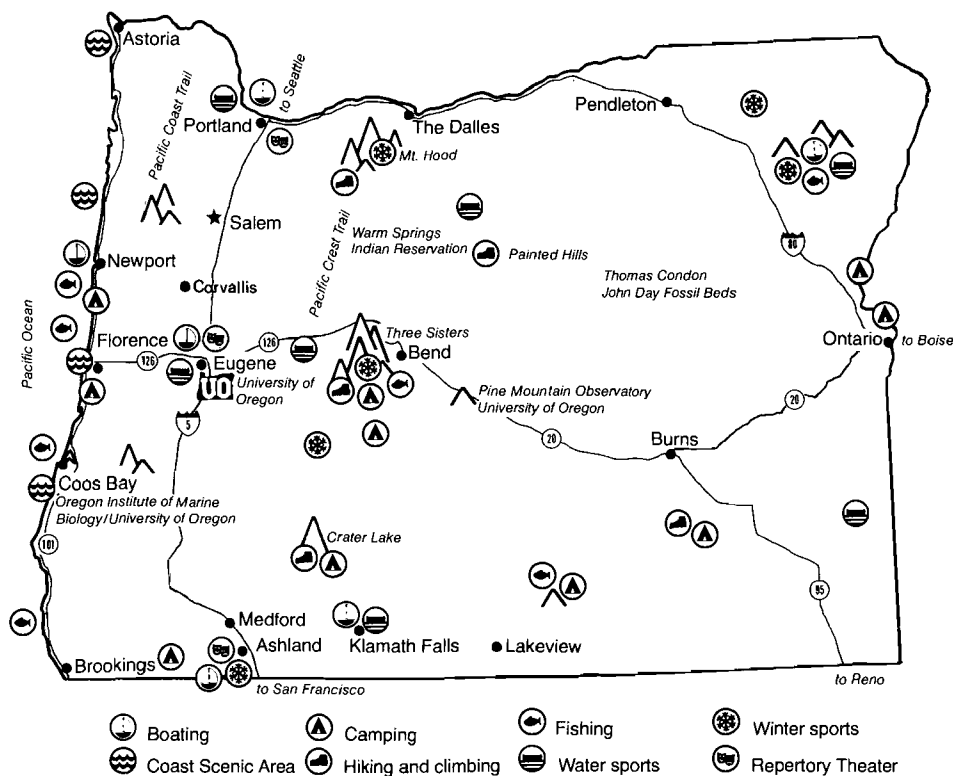 Astoria
Pacific Coast Trail
to Seattle
Portland
The Dalles
Pendleton
Mt. Hood
Salem
Pacific Crest Trail
Warm Springs
Indian Reservation
Painted Hills
80
Thomas Condon
John Day Fossil Beds
Newport
Corvallis
Pacific Ocean
Florence
126
Eugene
126
Three Sisters
Bend
Ontario
to Boise
UO
University of
Oregon
5
Pine Mountain Observatory
University of Oregon
20
20
Burns
Coos Bay
Oregon Institute of Marine
Biology/University of Oregon
101
Crater Lake
95
Medford
Ashland
Klamath Falls
Lakeview
Brookings
to San Francisco
to Reno
Boating
Camping
Fishing
Winter sports
Coast Scenic Area
Hiking and climbing
Water sports
Repertory Theater